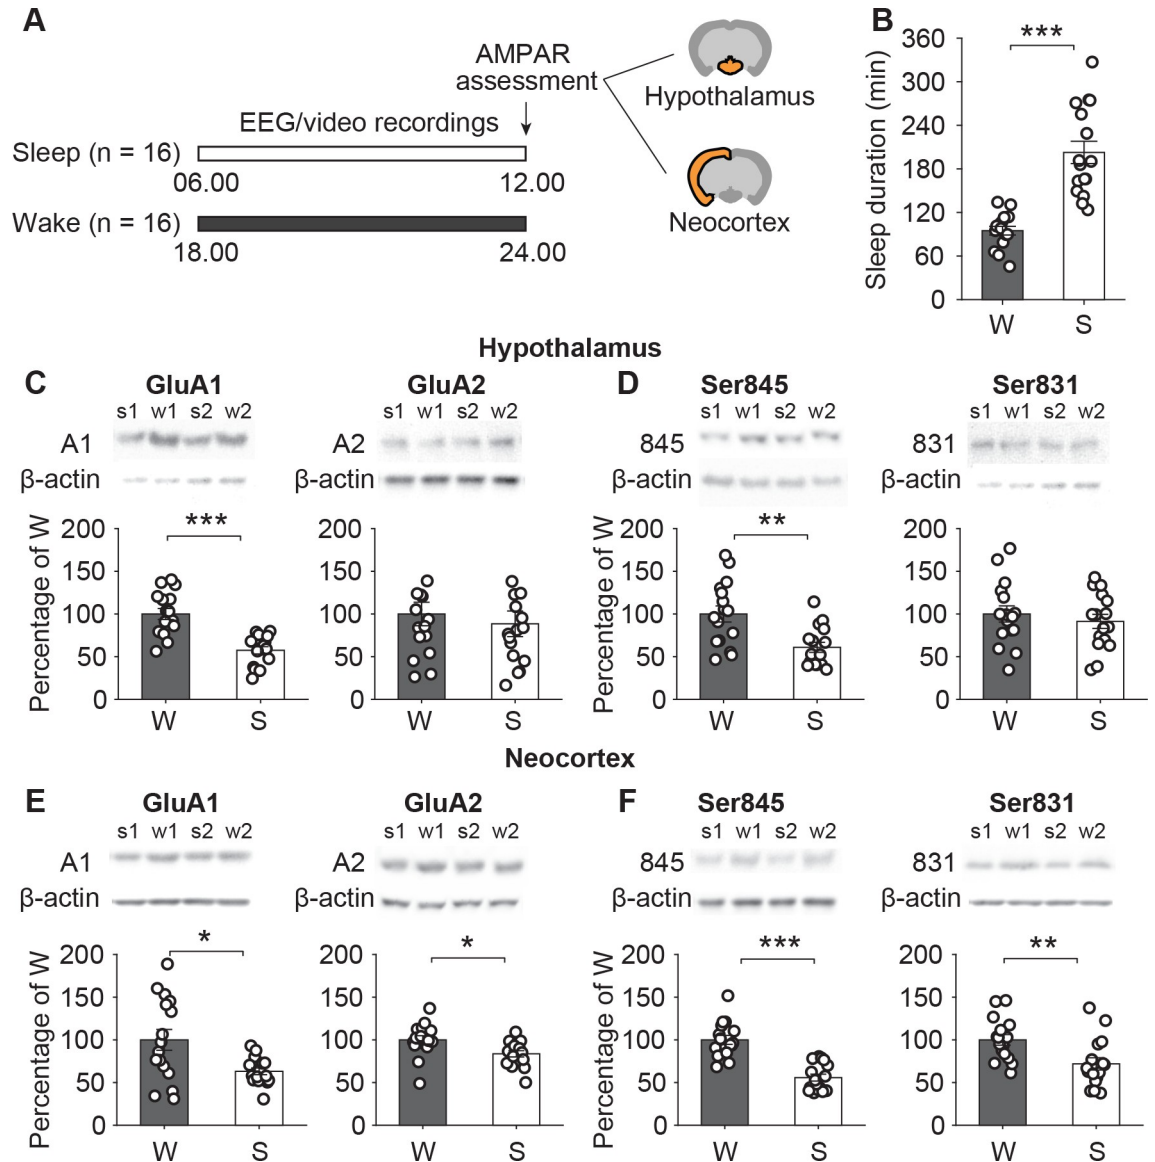 A
AMPAR
assessment
EEG/video recordings
Sleep (n = 16)
06.00 12.00
Wake (n = 16)
18.00 24.00
Hypothalamus
Neocortex
B
Sleep duration (min)
360
300
240
180
120
60
0
***
W S
Hypothalamus
C
GluA1
s1 w1 s2 w2
A1
β-actin
Percentage of W
200
150
100
50
0
***
W S
GluA2
s1 w1 s2 w2
A2
β-actin
200
150
100
50
0
W S
D
Ser845
s1 w1 s2 w2
845
β-actin
Percentage of W
200
150
100
50
0
**
W S
Ser831
s1 w1 s2 w2
831
β-actin
200
150
100
50
0
W S
Neocortex
E
GluA1
s1 w1 s2 w2
A1
β-actin
Percentage of W
200
150
100
50
0
*
W S
GluA2
s1 w1 s2 w2
A2
β-actin
200
150
100
50
0
*
W S
F
Ser845
s1 w1 s2 w2
845
β-actin
Percentage of W
200
150
100
50
0
***
W S
Ser831
s1 w1 s2 w2
831
β-actin
200
150
100
50
0
**
W S